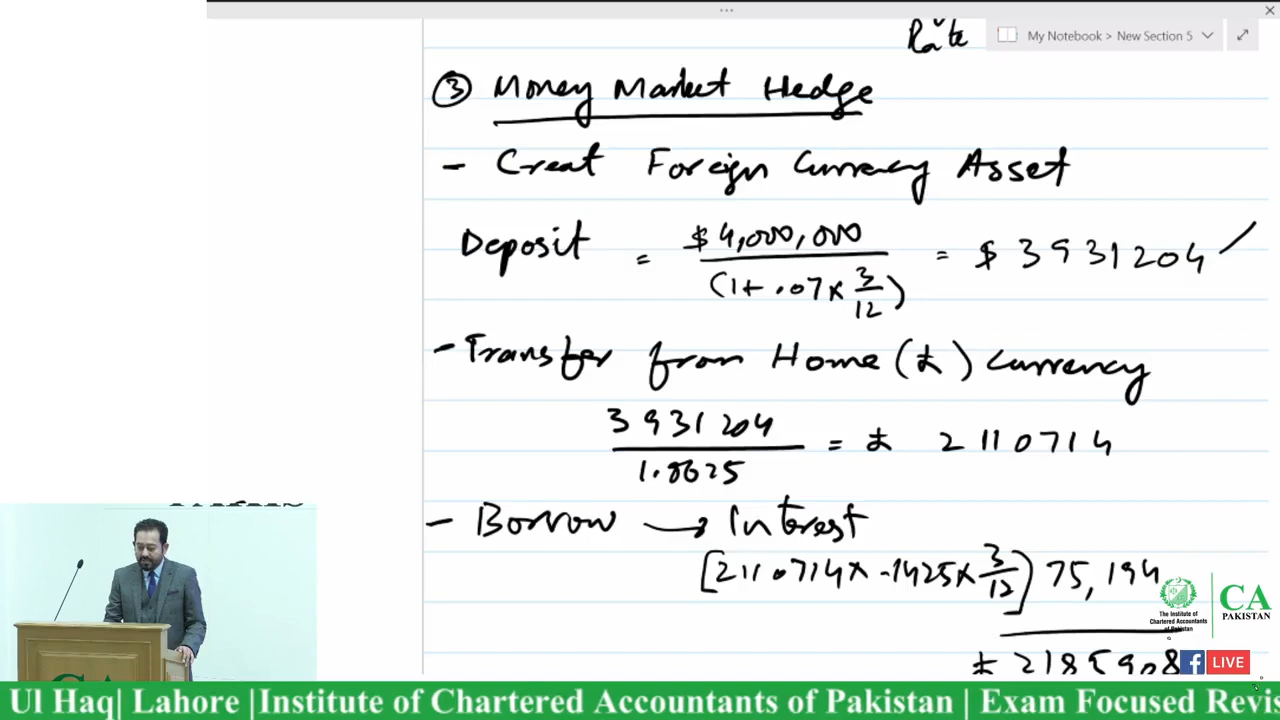 Rate
My Notebook > New Section 5
③ Money Market Hedge
- Creat Foreign Currency Asset
Deposit = $4,000,000 / (1+.07×3/12) = $3931204
- Transfer from Home (£) Currency
3931204 / 1.8625 = £ 2110714
- Borrow → Interest
[2110714× .1425×3/12] 75,194
£ 2185908
The Institute of
Chartered Accountants
of Pakistan
CA
PAKISTAN
CA
f LIVE
Ul Haq| Lahore |Institute of Chartered Accountants of Pakistan | Exam Focused Revis